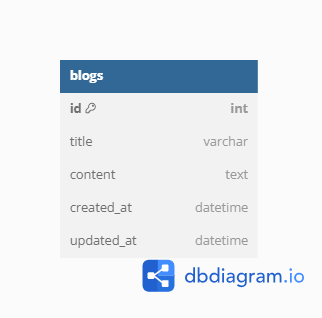 blogs
id int
title varchar
content text
created_at datetime
updated_at datetime
dbdiagram.io